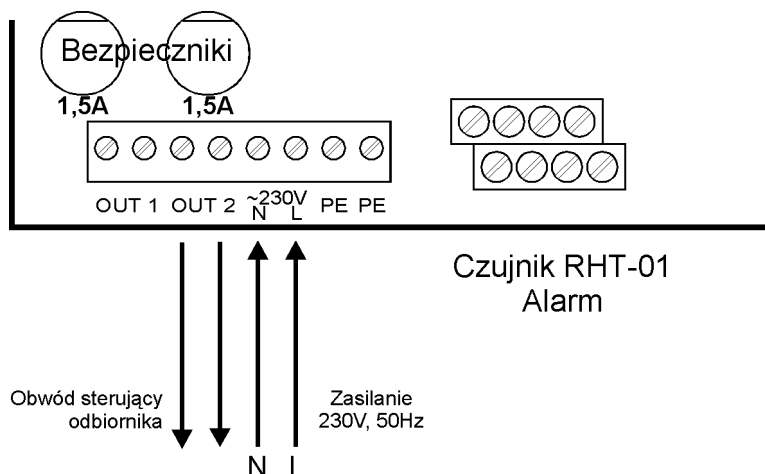 Bezpieczniki
1,5A 1,5A
~230V
OUT 1 OUT 2 N L PE PE
Czujnik RHT-01
Alarm
Obwód sterujący
odbiornika
Zasilanie
230V, 50Hz
N L